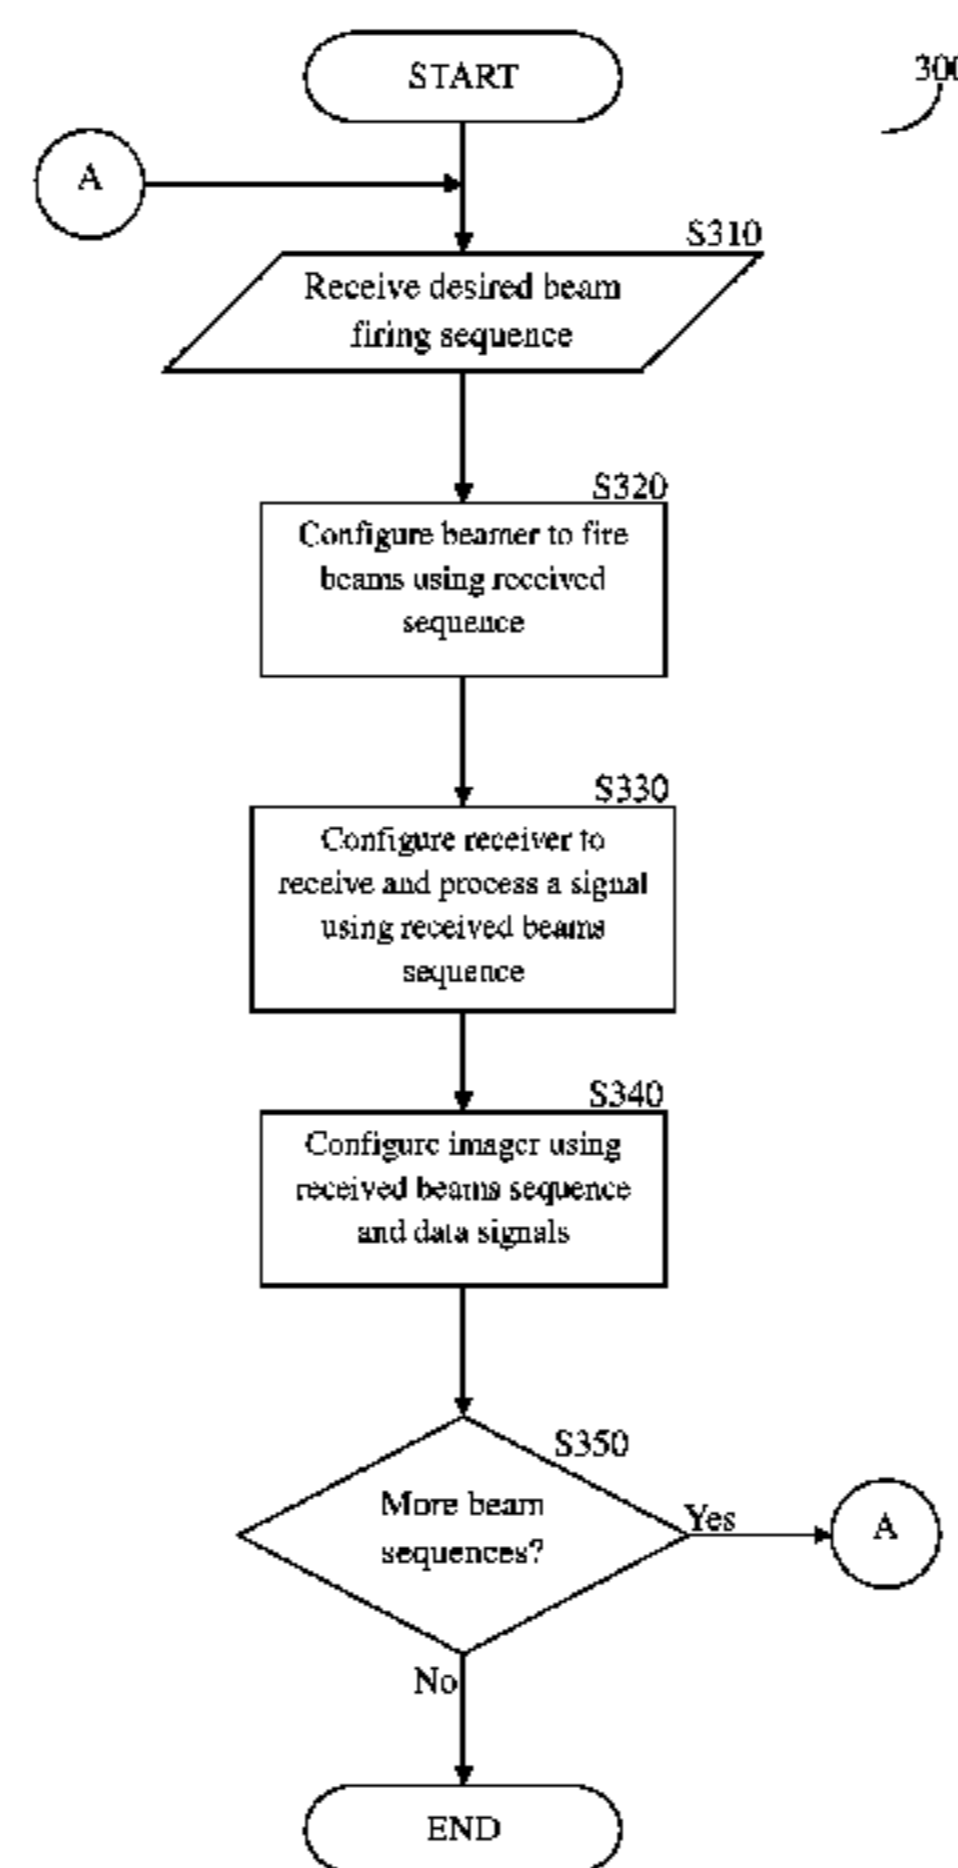 START
300
A
S310
Receive desired beam
firing sequence
S320
Configure beamer to fire
beams using received
sequence
S330
Configure receiver to
receive and process a signal
using received beams
sequence
S340
Configure imager using
received beams sequence
and data signals
S350
More beam
sequences?
Yes
A
No
END